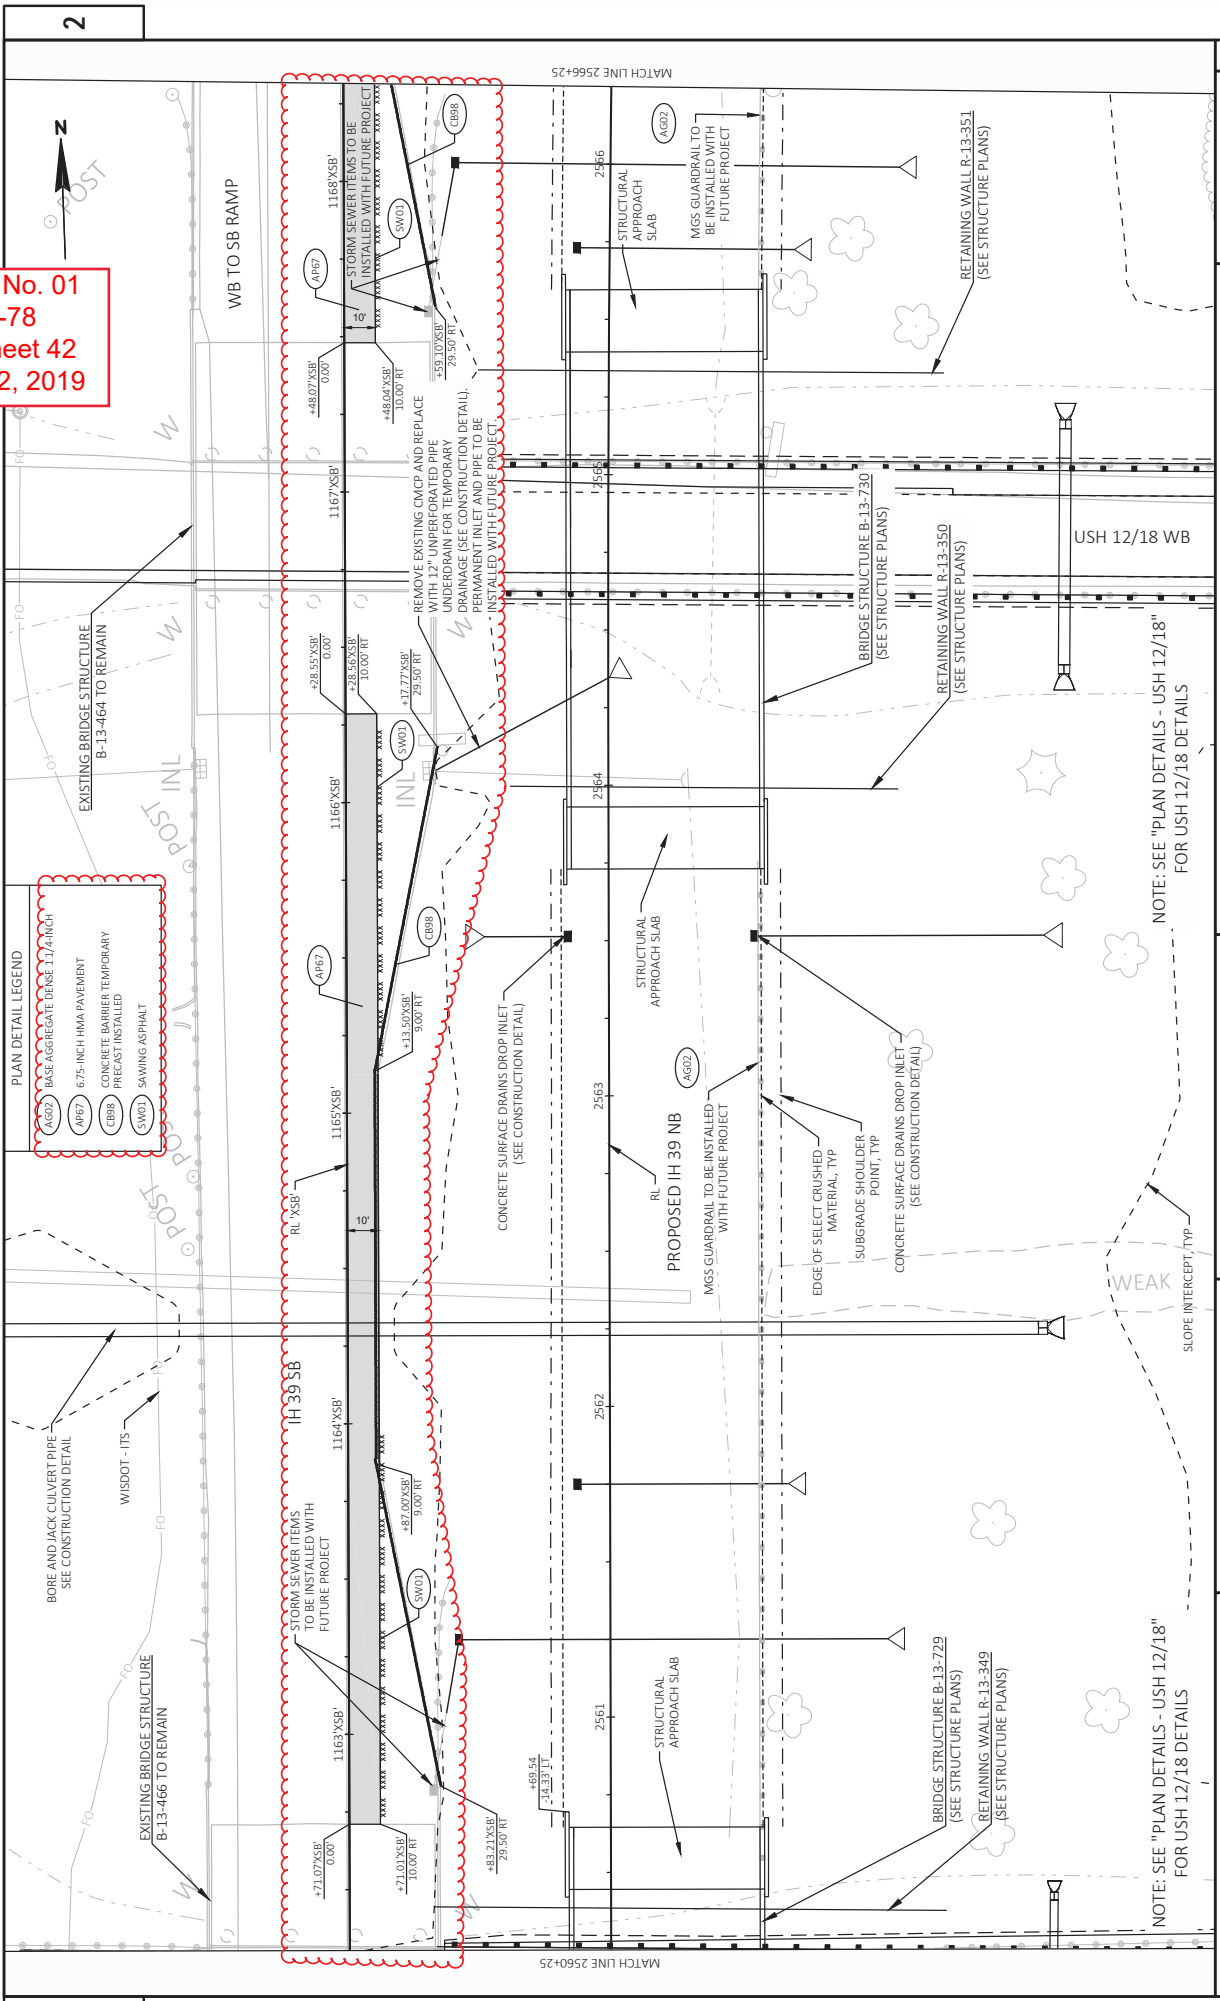 2
MATCH LINE 2566+25
N
POST
WB TO SB RAMP
No. 01
-78
eet 42
2, 2019
AP67
STORM SEWER ITEMS TO BE
INSTALLED WITH FUTURE PROJECT
1168'XSB'
SW01
CB98
10'
+48.07'XSB'
0.00'
+48.04'XSB'
10.00' RT
+59.10'XSB'
29.50' RT
AG02
MGS GUARDRAIL TO
BE INSTALLED WITH
FUTURE PROJECT
2566
STRUCTURAL
APPROACH
SLAB
RETAINING WALL R-13-351
(SEE STRUCTURE PLANS)
FO
W
1167'XSB'
REMOVE EXISTING CMCP AND REPLACE
WITH 12" UNPERFORATED PIPE
UNDERDRAIN FOR TEMPORARY
DRAINAGE (SEE CONSTRUCTION DETAIL).
PERMANENT INLET AND PIPE TO BE
INSTALLED WITH FUTURE PROJECT.
2565
BRIDGE STRUCTURE B-13-730
(SEE STRUCTURE PLANS)
RETAINING WALL R-13-350
(SEE STRUCTURE PLANS)
USH 12/18 WB
FO
W
W
EXISTING BRIDGE STRUCTURE
B-13-464 TO REMAIN
+28.55'XSB'
0.00'
+28.56'XSB'
10.00' RT
+17.77'XSB'
29.50' RT
FO
INL
POST
POST
1166'XSB'
SW01
INL
2564
STRUCTURAL
APPROACH SLAB
NOTE: SEE "PLAN DETAILS - USH 12/18"
FOR USH 12/18 DETAILS
PLAN DETAIL LEGEND
AG02 BASE AGGREGATE DENSE 1 1/4-INCH
AP67 6.75-INCH HMA PAVEMENT
CB98 CONCRETE BARRIER TEMPORARY
PRECAST INSTALLED
SW01 SAWING ASPHALT
AP67
CB98
+13.50'XSB'
9.00' RT
1165'XSB'
RL 'XSB'
10'
CONCRETE SURFACE DRAINS DROP INLET
(SEE CONSTRUCTION DETAIL)
2563
RL
PROPOSED IH 39 NB
AG02
MGS GUARDRAIL TO BE INSTALLED
WITH FUTURE PROJECT
EDGE OF SELECT CRUSHED
MATERIAL, TYP
SUBGRADE SHOULDER
POINT, TYP
CONCRETE SURFACE DRAINS DROP INLET
(SEE CONSTRUCTION DETAIL)
WEAK
SLOPE INTERCEPT, TYP
POST
POST
FO
FO
BORE AND JACK CULVERT PIPE
SEE CONSTRUCTION DETAIL
WISDOT - ITS
IH 39 SB
1164'XSB'
+87.00'XSB'
9.00' RT
2562
FO
STORM SEWER ITEMS
TO BE INSTALLED WITH
FUTURE PROJECT
SW01
EXISTING BRIDGE STRUCTURE
B-13-466 TO REMAIN
FO
FO
1163'XSB'
2561
STRUCTURAL
APPROACH SLAB
+69.54
-14.33' LT
+71.07'XSB'
0.00'
+71.01'XSB'
10.00' RT
+83.21'XSB'
29.50' RT
W
W
BRIDGE STRUCTURE B-13-729
(SEE STRUCTURE PLANS)
RETAINING WALL R-13-349
(SEE STRUCTURE PLANS)
NOTE: SEE "PLAN DETAILS - USH 12/18"
FOR USH 12/18 DETAILS
MATCH LINE 2560+25